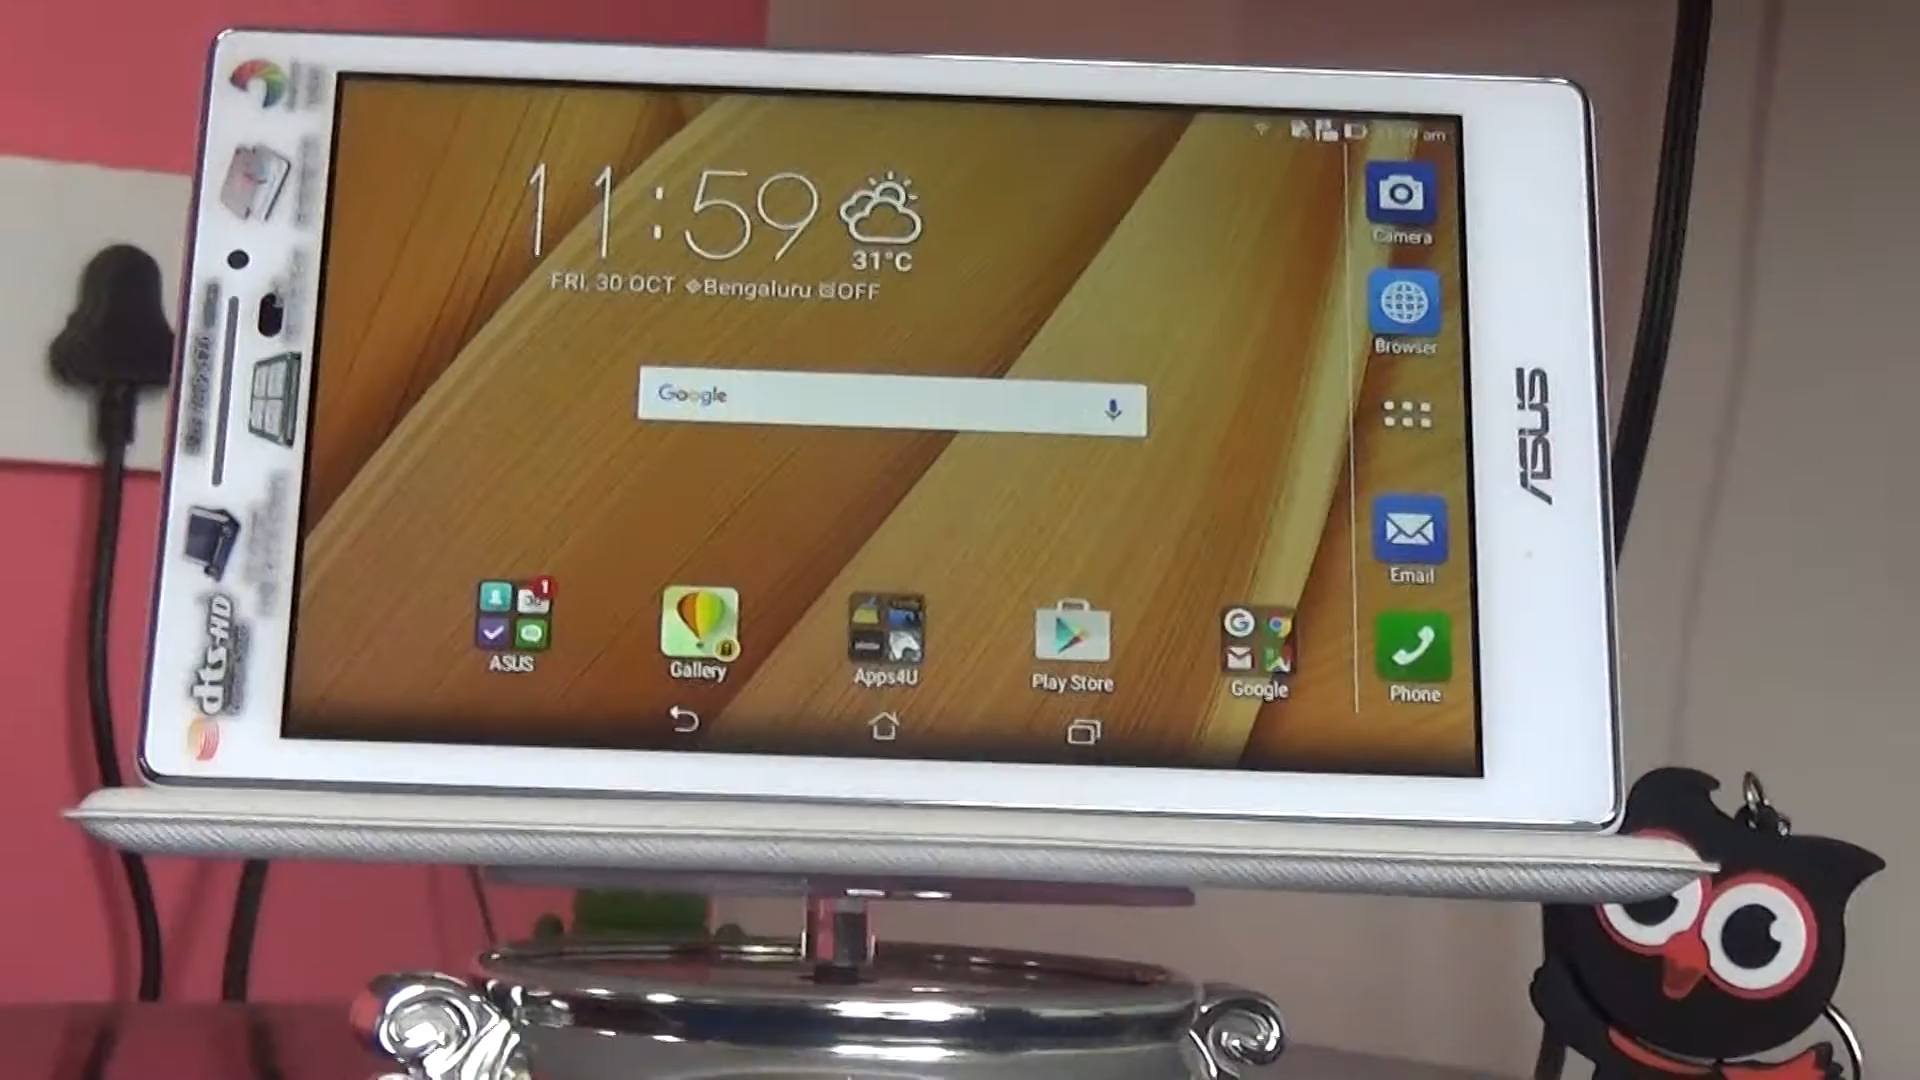 11:59
31°C
FRI, 30 OCT Bengaluru OFF
Google
Camera
Browser
Email
Phone
1
ASUS
Gallery
Apps4U
Play Store
Google
ASUS
dts-HD